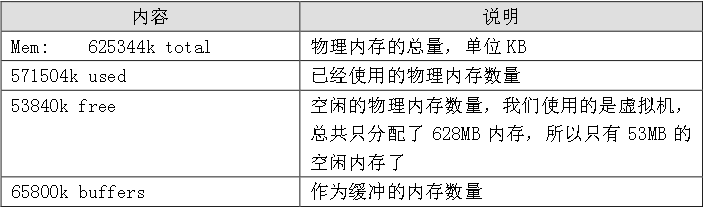 内容 说明
Mem: 625344k total 物理内存的总量，单位 KB
571504k used 已经使用的物理内存数量
53840k free 空闲的物理内存数量，我们使用的是虚拟机，
总共只分配了 628MB 内存，所以只有 53MB 的
空闲内存了
65800k buffers 作为缓冲的内存数量